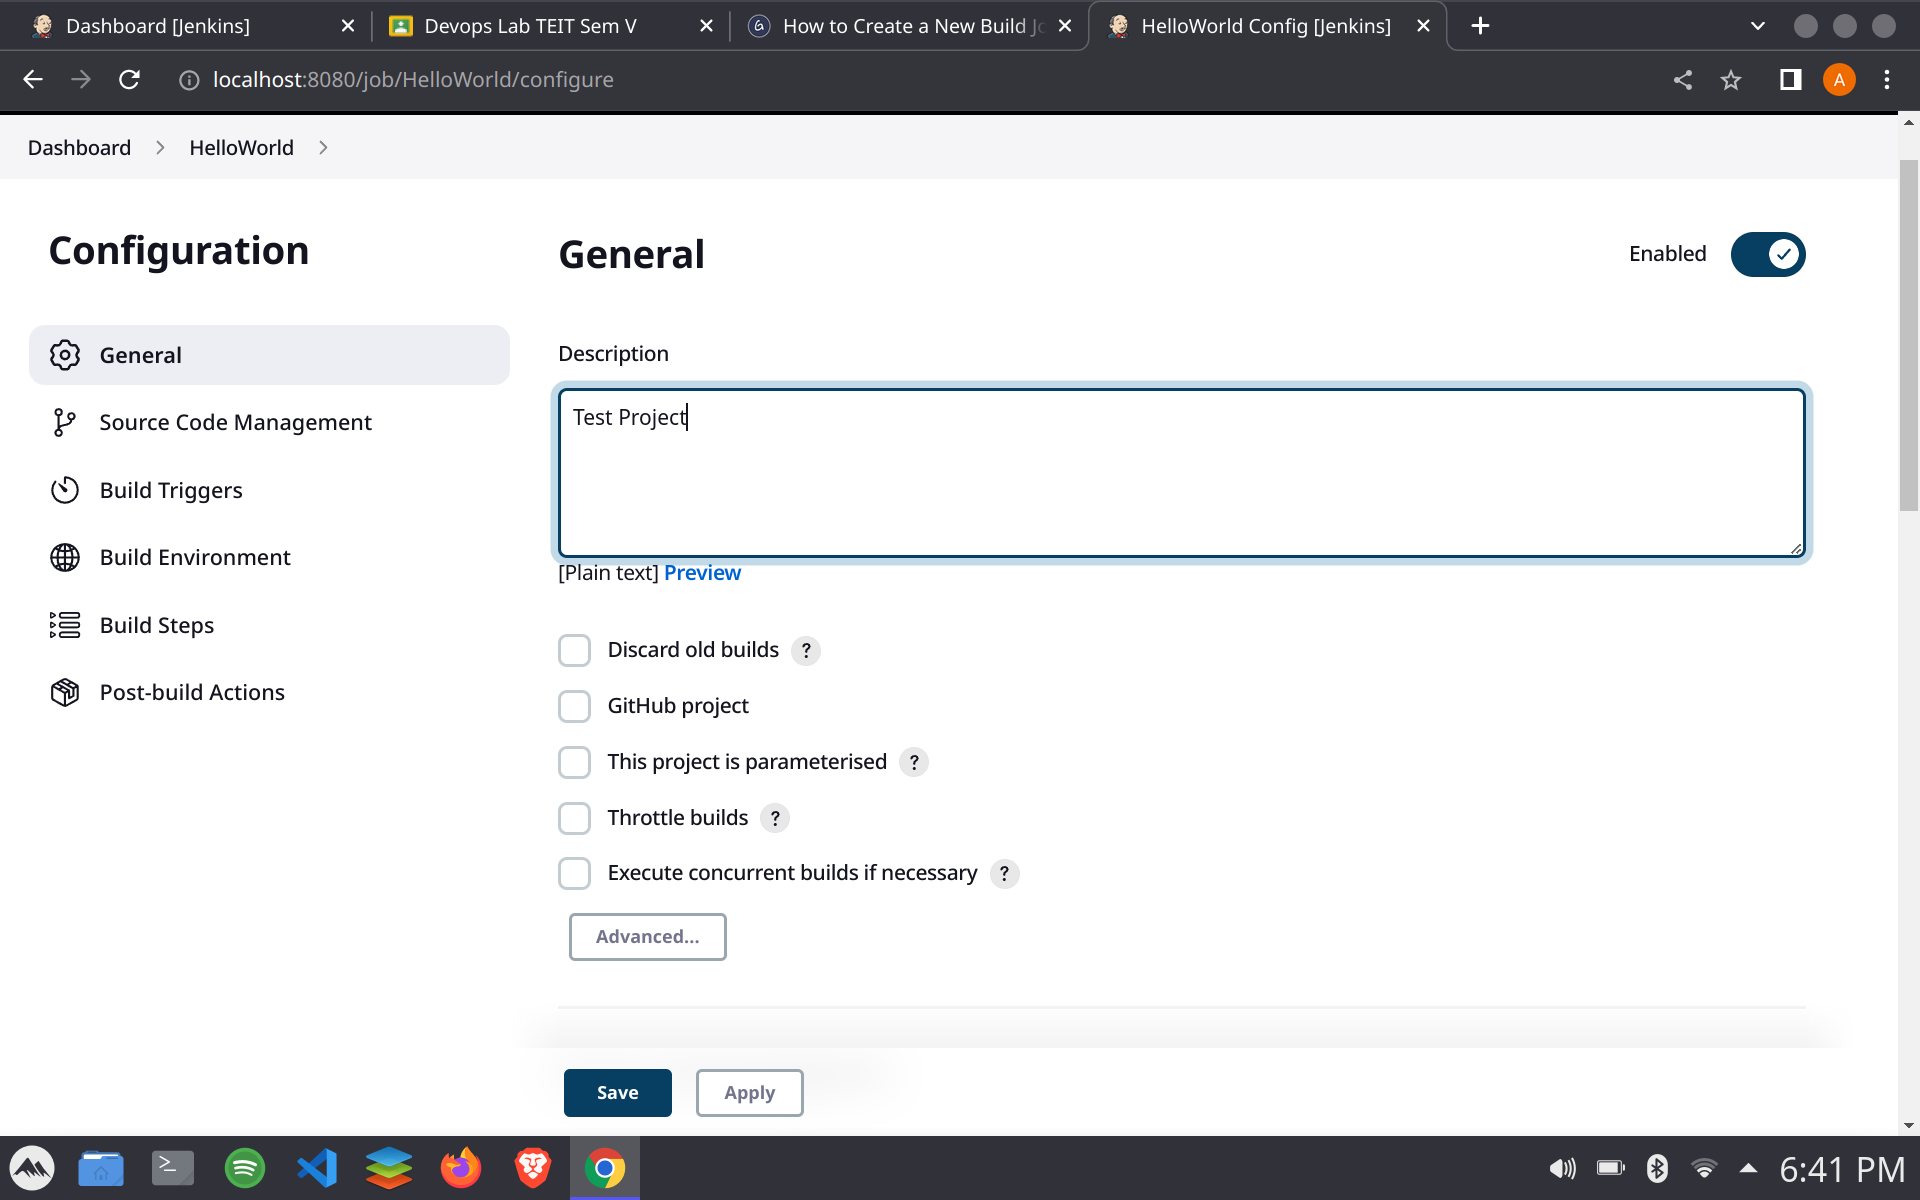 Dashboard [Jenkins]
Devops Lab TEIT Sem V
How to Create a New Build Jo
HelloWorld Config [Jenkins]
localhost:8080/job/HelloWorld/configure
A
Dashboard
HelloWorld
Configuration
General
Source Code Management
Build Triggers
Build Environment
Build Steps
Post-build Actions
General
Enabled
Description
Test Project
[Plain text] Preview
Discard old builds ?
GitHub project
This project is parameterised ?
Throttle builds ?
Execute concurrent builds if necessary ?
Advanced...
Save
Apply
6:41 PM